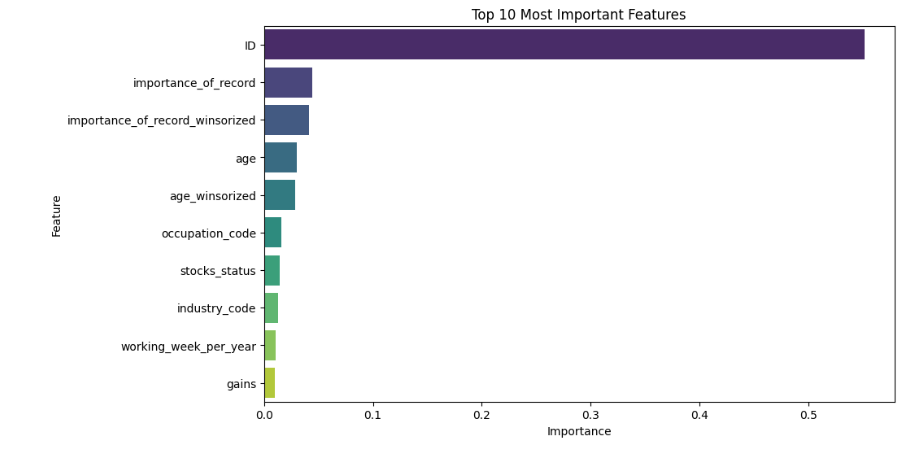 Top 10 Most Important Features
Feature
ID
importance_of_record
importance_of_record_winsorized
age
age_winsorized
occupation_code
stocks_status
industry_code
working_week_per_year
gains
0.0 0.1 0.2 0.3 0.4 0.5
Importance